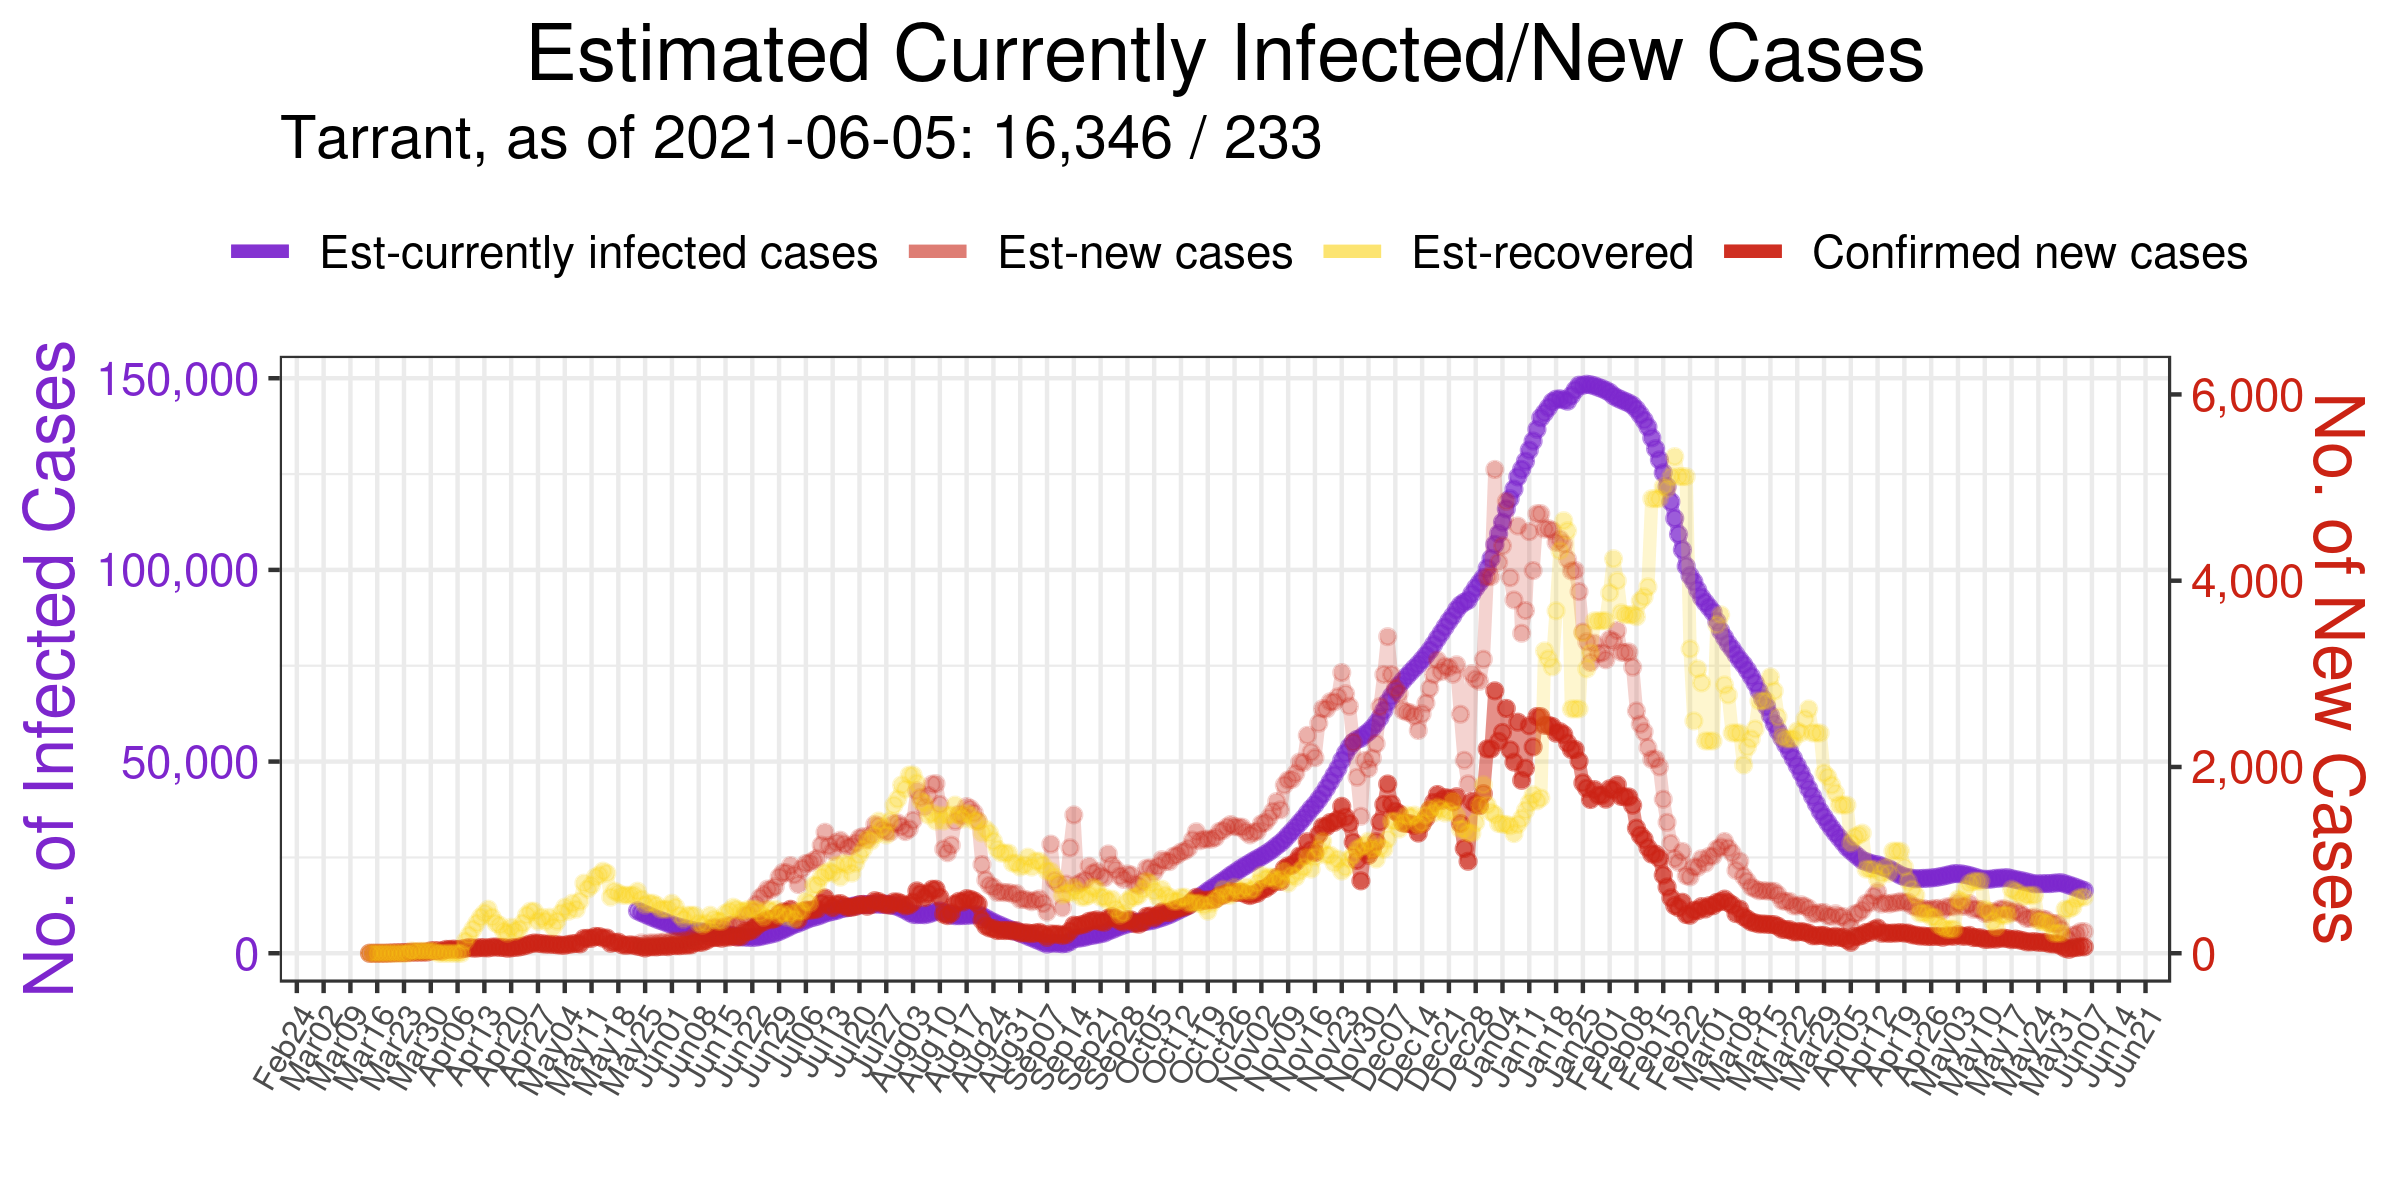 Estimated Currently Infected/New Cases
Tarrant, as of 2021-06-05: 16,346 / 233
Est-currently infected cases Est-new cases Est-recovered Confirmed new cases
No. of Infected Cases
150,000
100,000
50,000
0
6,000
4,000
2,000
0
No. of New Cases
Feb24 Mar02 Mar09 Mar16 Mar23 Mar30 Apr06 Apr13 Apr20 Apr27 May04 May11 May18 May25 Jun01 Jun08 Jun15 Jun22 Jun29 Jul06 Jul13 Jul20 Jul27 Aug03 Aug10 Aug17 Aug24 Aug31 Sep07 Sep14 Sep21 Sep28 Oct05 Oct12 Oct19 Oct26 Nov02 Nov09 Nov16 Nov23 Nov30 Dec07 Dec14 Dec21 Dec28 Jan04 Jan11 Jan18 Jan25 Feb01 Feb08 Feb15 Feb22 Mar01 Mar08 Mar15 Mar22 Mar29 Apr05 Apr12 Apr19 Apr26 May03 May10 May17 May24 May31 Jun07 Jun14 Jun21